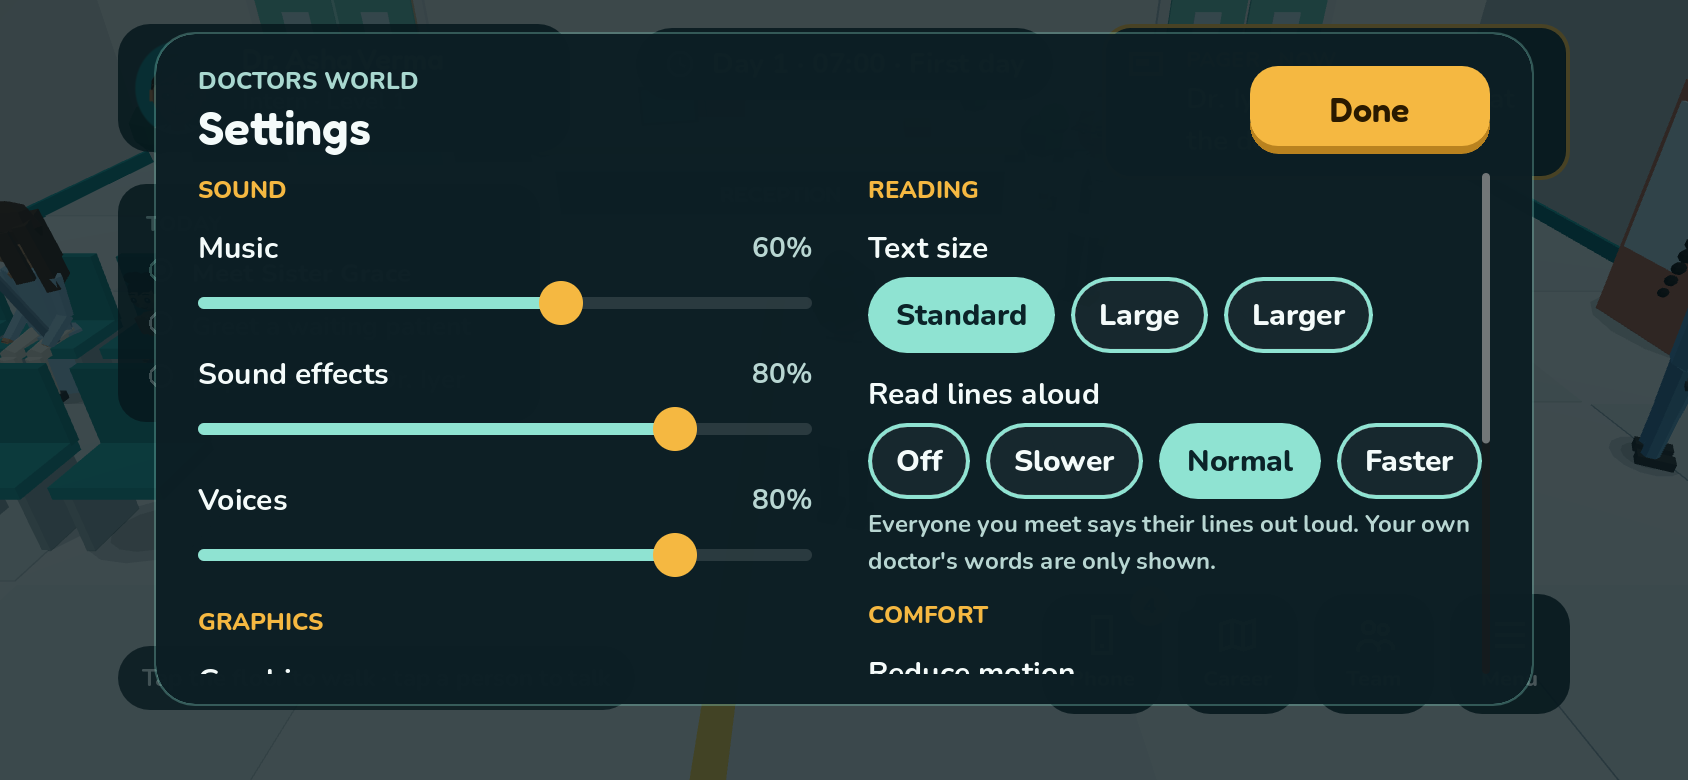 DOCTORS WORLD
Settings
Done
SOUND
Music
60%
Sound effects
80%
Voices
80%
GRAPHICS
READING
Text size
Standard
Large
Larger
Read lines aloud
Off
Slower
Normal
Faster
Everyone you meet says their lines out loud. Your own
doctor's words are only shown.
COMFORT
Reduce motion